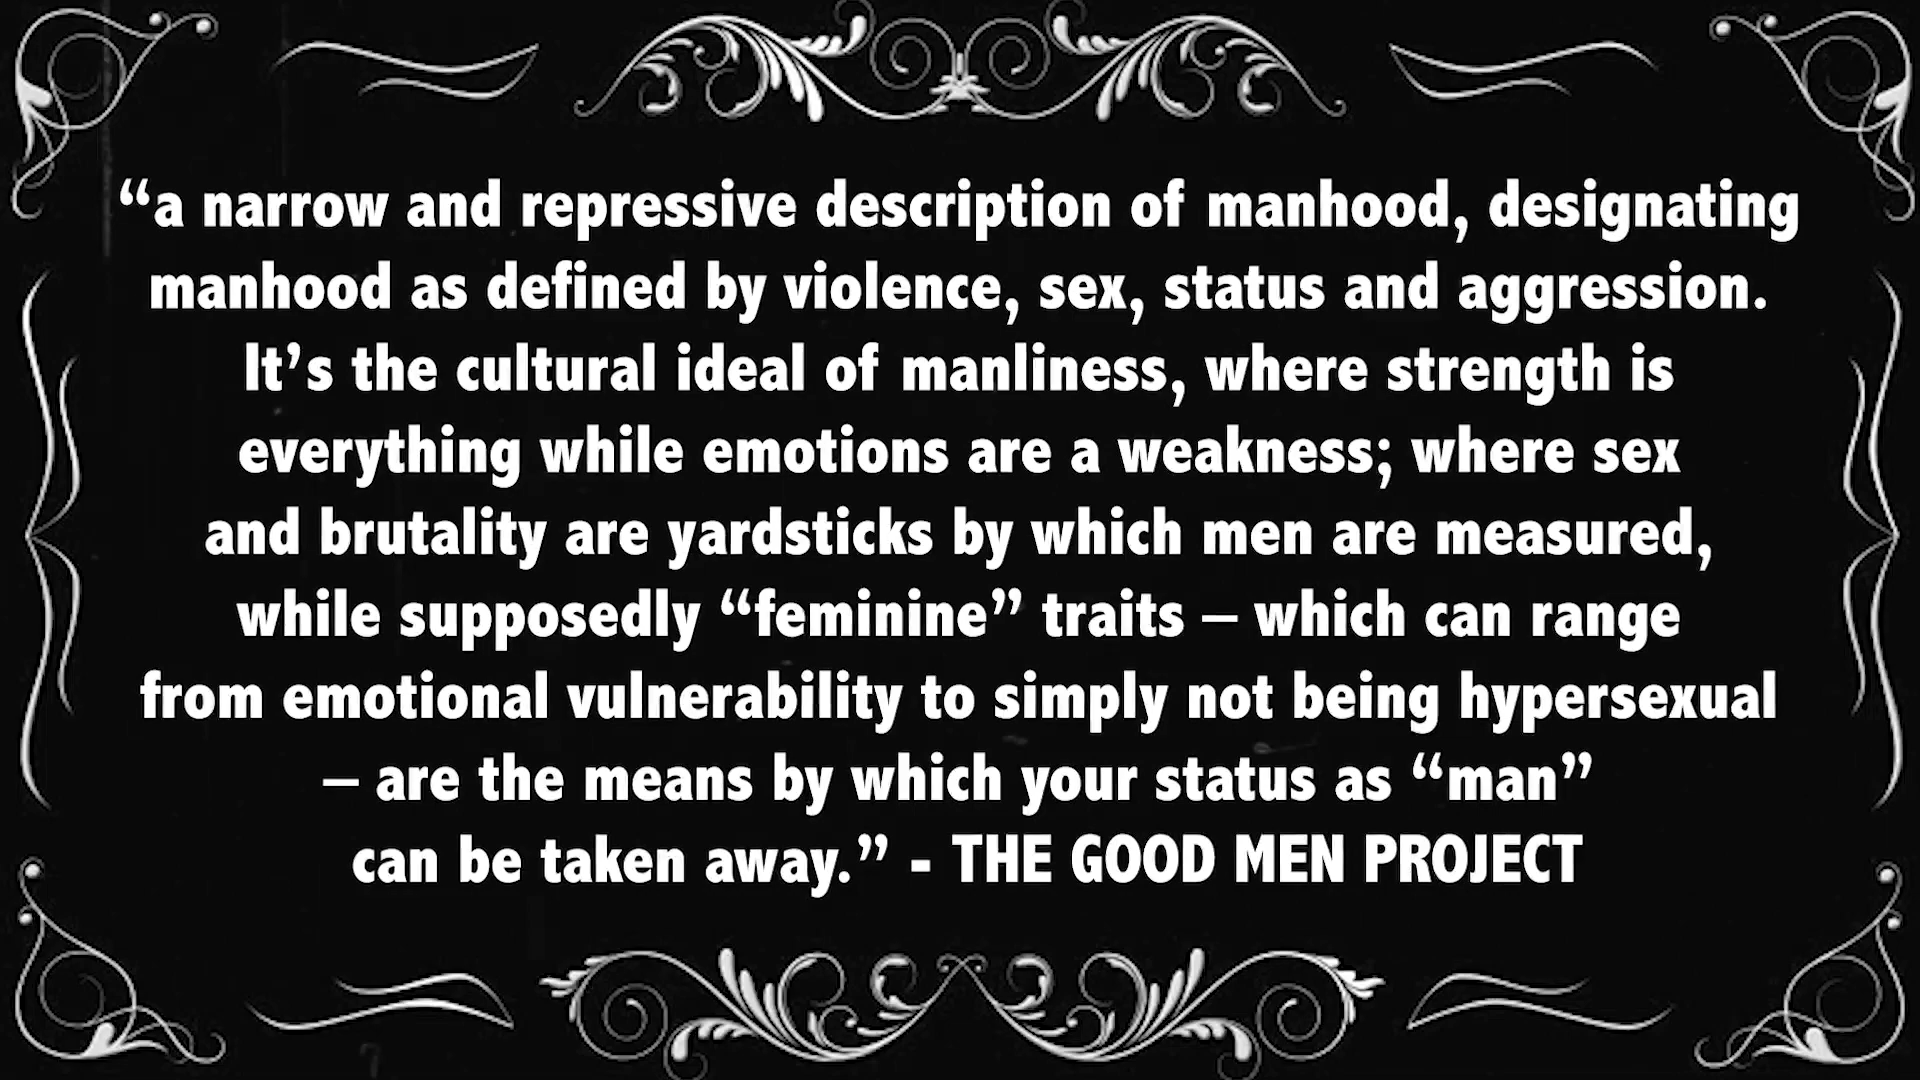 “a narrow and repressive description of manhood, designating
manhood as defined by violence, sex, status and aggression.
It’s the cultural ideal of manliness, where strength is
everything while emotions are a weakness; where sex
and brutality are yardsticks by which men are measured,
while supposedly “feminine” traits – which can range
from emotional vulnerability to simply not being hypersexual
– are the means by which your status as “man”
can be taken away.” - THE GOOD MEN PROJECT